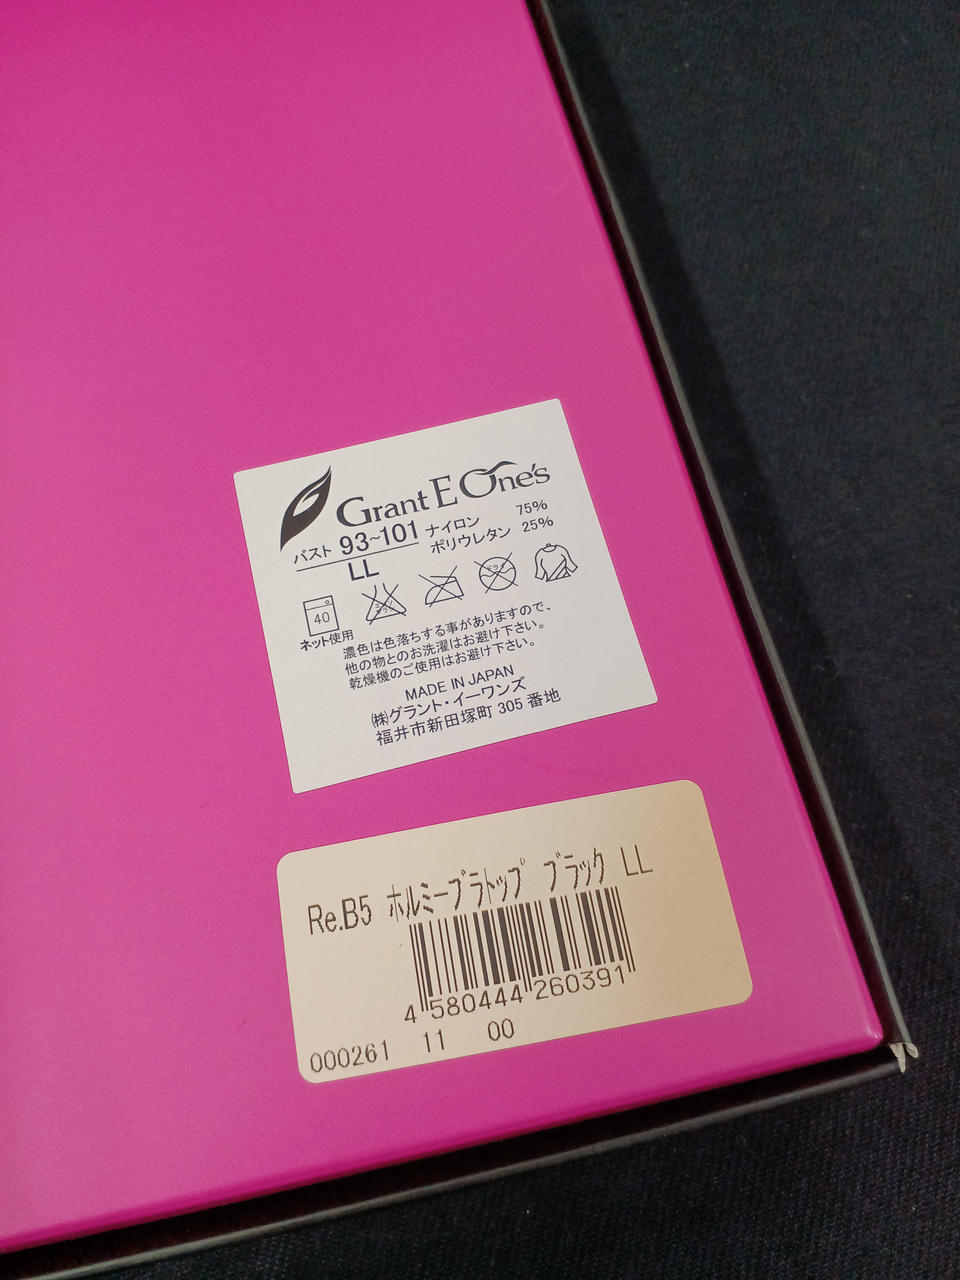 Grant E One's
バスト 93~101
LL
ナイロン 75%
ポリウレタン 25%
40
ネット使用
ドライ
濃色は色落ちする事がありますので、
他の物とのお洗濯はお避け下さい。
乾燥機のご使用はお避け下さい。
MADE IN JAPAN
㈱グラント・イーワンズ
福井市新田塚町 305 番地
Re.B5 ホルミーブラトップ ブラック LL
4 580444 260391
000261 11 00